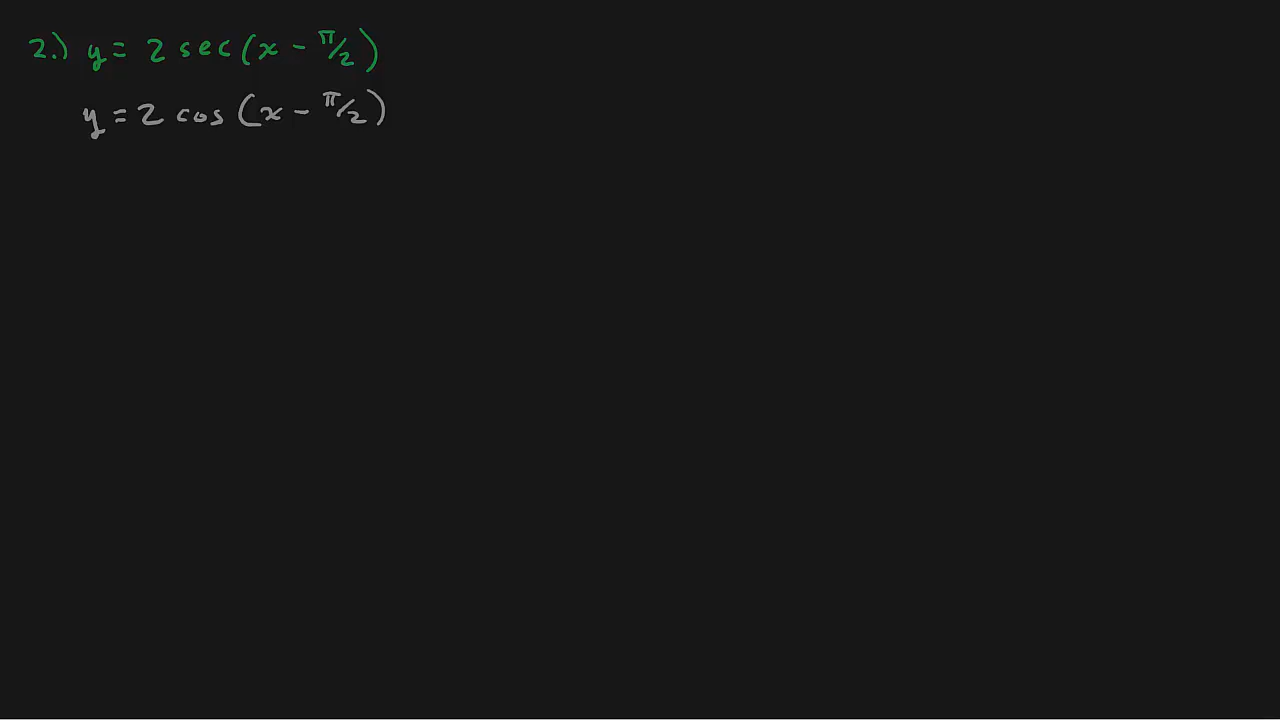 2.) y = 2 sec(x - π/2)
y = 2 cos(x - π/2)